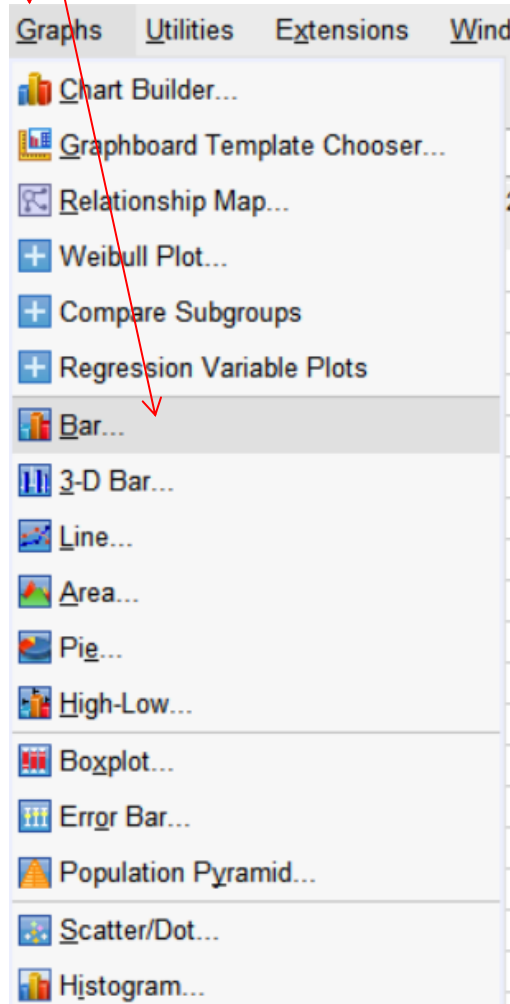 Graphs Utilities Extensions Wind
Chart Builder...
Graphboard Template Chooser...
Relationship Map...
Weibull Plot...
Compare Subgroups
Regression Variable Plots
Bar...
3-D Bar...
Line...
Area...
Pie...
High-Low...
Boxplot...
Error Bar...
Population Pyramid...
Scatter/Dot...
Histogram...